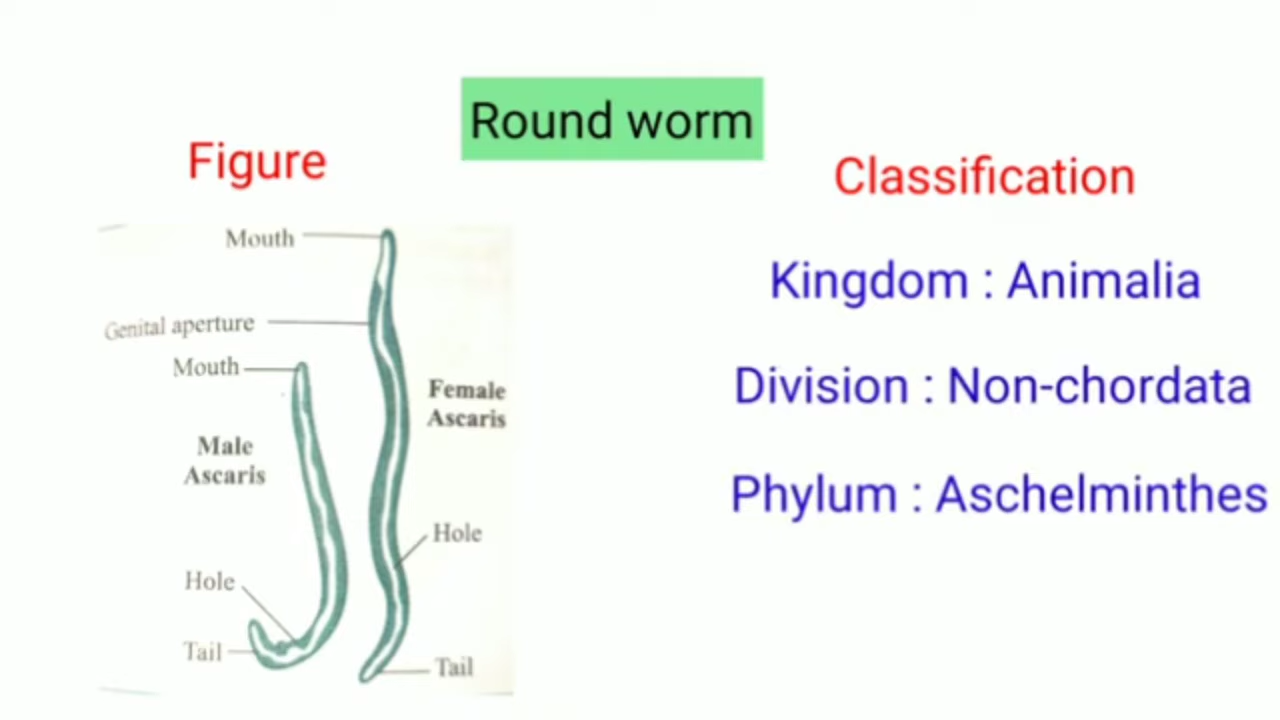 Round worm
Figure
Classification
Mouth
Genital aperture
Mouth
Female
Ascaris
Male
Ascaris
Hole
Hole
Tail
Tail
Kingdom : Animalia
Division : Non-chordata
Phylum : Aschelminthes